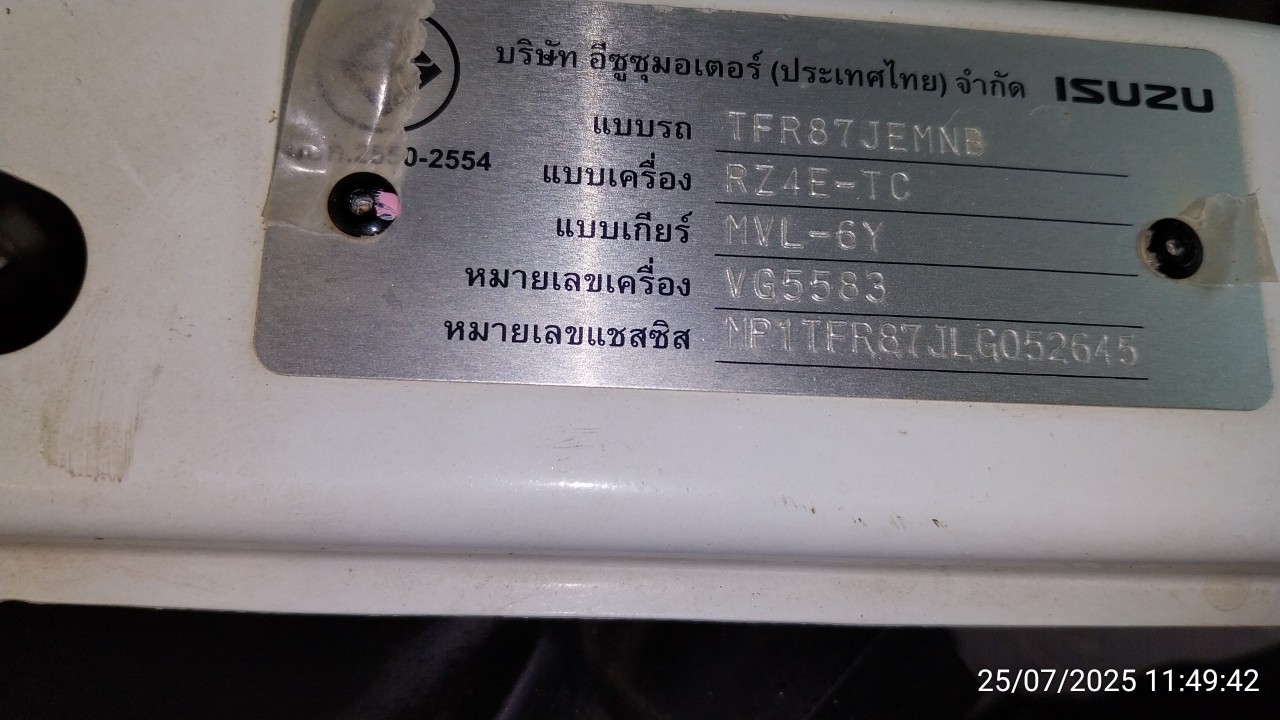 บริษัท อีซูซุมอเตอร์ (ประเทศไทย) จำกัด ISUZU
แบบรถ TFR87JEMNB
0-2554
แบบเครื่อง RZ4E-TC
แบบเกียร์ MVL-6Y
หมายเลขเครื่อง VG5583
หมายเลขแชสซิส MP1TFR87JLG052645
25/07/2025 11:49:42